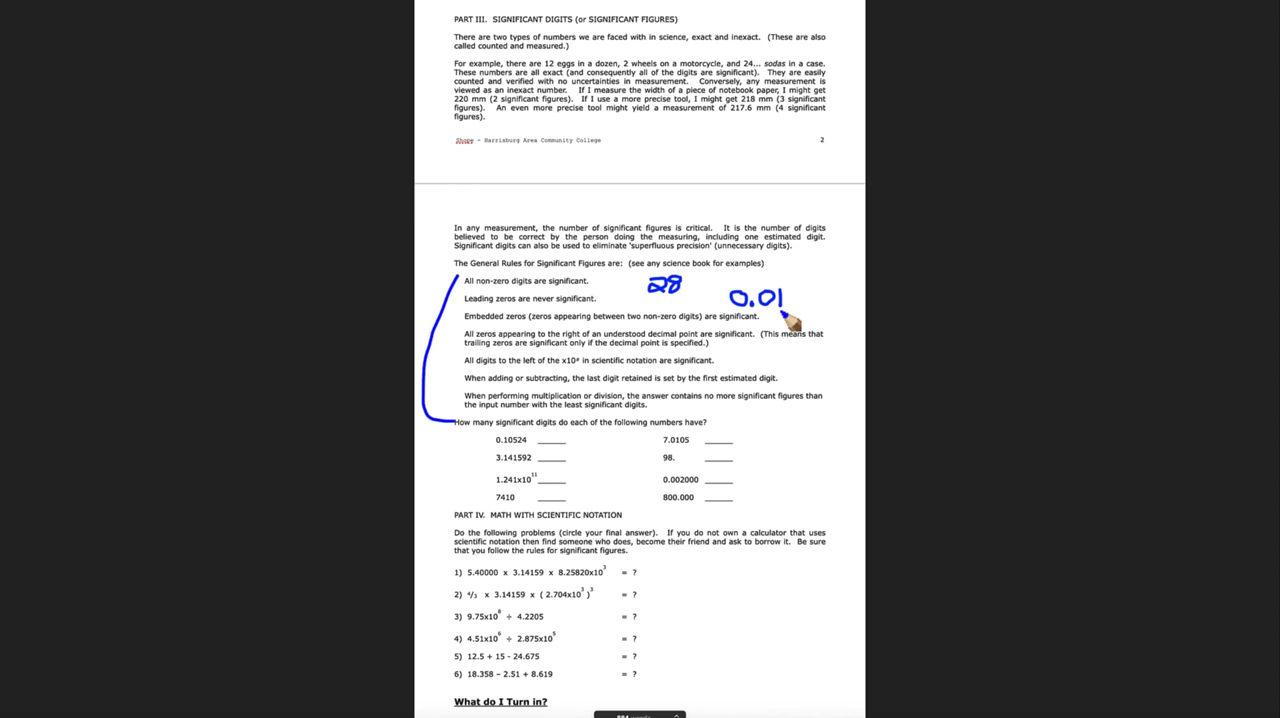 PART III. SIGNIFICANT DIGITS (or SIGNIFICANT FIGURES)
There are two types of numbers we are faced with in science, exact and inexact. (These are also
called counted and measured.)
For example, there are 12 eggs in a dozen, 2 wheels on a motorcycle, and 24... sodas in a case.
These numbers are all exact (and consequently all of the digits are significant). They are easily
counted and verified with no uncertainties in measurement. Conversely, any measurement is
viewed as an inexact number. If I measure the width of a piece of notebook paper, I might get
220 mm (2 significant figures). If I use a more precise tool, I might get 218 mm (3 significant
figures). An even more precise tool might yield a measurement of 217.6 mm (4 significant
figures).
Shope – Harrisburg Area Community College 2
In any measurement, the number of significant figures is critical. It is the number of digits
believed to be correct by the person doing the measuring, including one estimated digit.
Significant digits can also be used to eliminate 'superfluous precision' (unnecessary digits).
The General Rules for Significant Figures are: (see any science book for examples)
All non-zero digits are significant. 28
Leading zeros are never significant. 0.01
Embedded zeros (zeros appearing between two non-zero digits) are significant.
All zeros appearing to the right of an understood decimal point are significant. (This means that
trailing zeros are significant only if the decimal point is specified.)
All digits to the left of the x10ⁿ in scientific notation are significant.
When adding or subtracting, the last digit retained is set by the first estimated digit.
When performing multiplication or division, the answer contains no more significant figures than
the input number with the least significant digits.
How many significant digits do each of the following numbers have?
0.10524 ______ 7.0105 ______
3.141592 ______ 98. ______
1.241x10¹¹ ______ 0.002000 ______
7410 ______ 800.000 ______
PART IV. MATH WITH SCIENTIFIC NOTATION
Do the following problems (circle your final answer). If you do not own a calculator that uses
scientific notation then find someone who does, become their friend and ask to borrow it. Be sure
that you follow the rules for significant figures.
1) 5.40000 x 3.14159 x 8.25820x10³ = ?
2) ⁴/₃ x 3.14159 x ( 2.704x10³ )³ = ?
3) 9.75x10⁸ ÷ 4.2205 = ?
4) 4.51x10⁶ ÷ 2.875x10⁵ = ?
5) 12.5 + 15 - 24.675 = ?
6) 18.358 – 2.51 + 8.619 = ?
What do I Turn in?